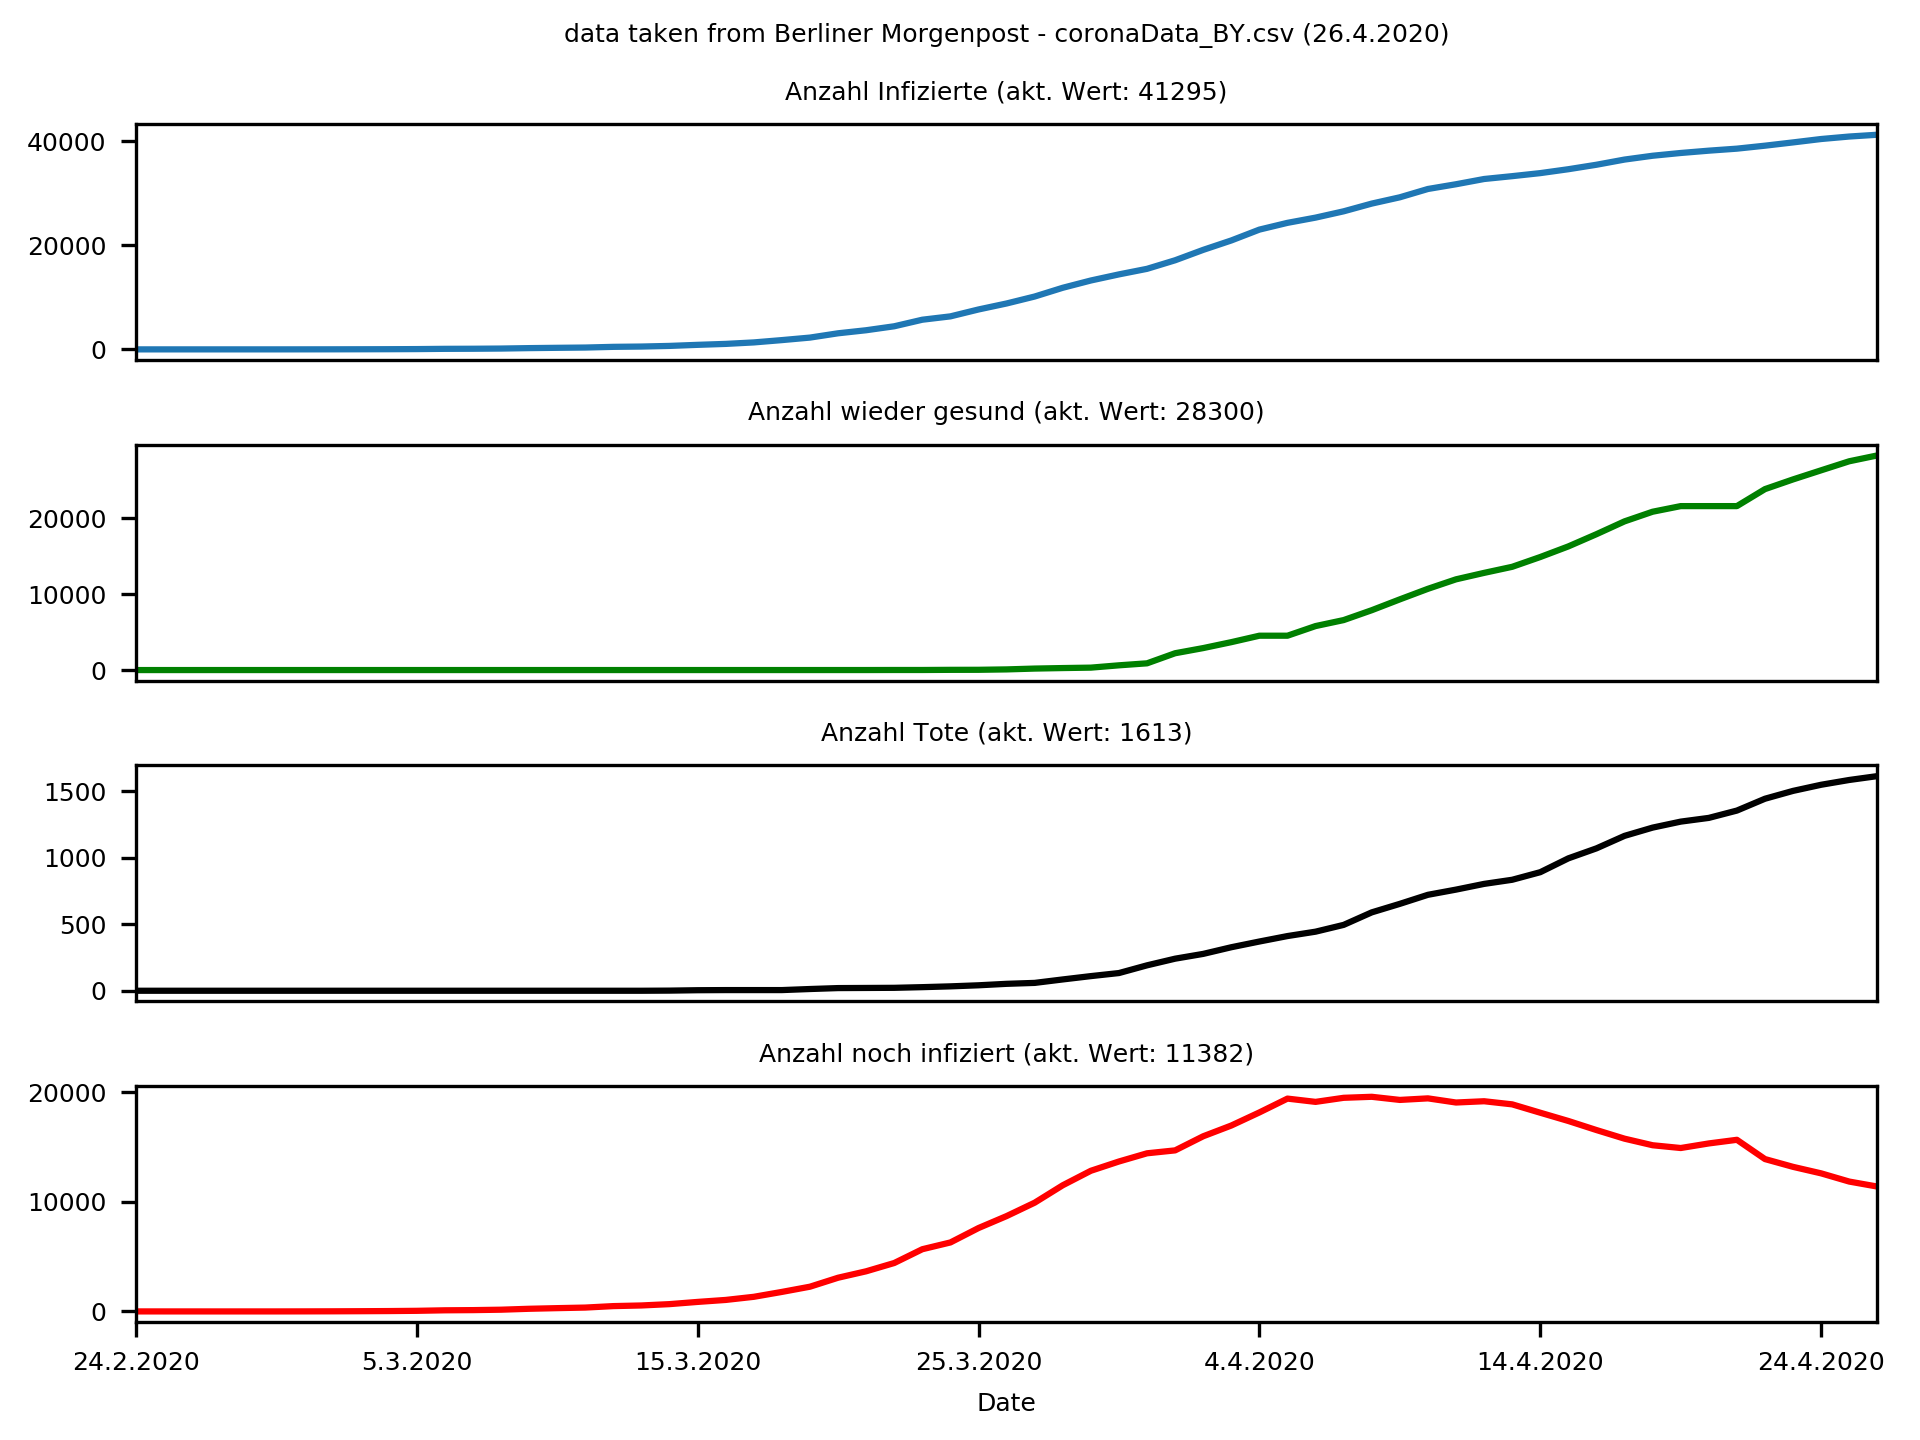 data taken from Berliner Morgenpost - coronaData_BY.csv (26.4.2020)
Anzahl Infizierte (akt. Wert: 41295)
40000
20000
0
Anzahl wieder gesund (akt. Wert: 28300)
20000
10000
0
Anzahl Tote (akt. Wert: 1613)
1500
1000
500
0
Anzahl noch infiziert (akt. Wert: 11382)
20000
10000
0
24.2.2020 5.3.2020 15.3.2020 25.3.2020 4.4.2020 14.4.2020 24.4.2020
Date